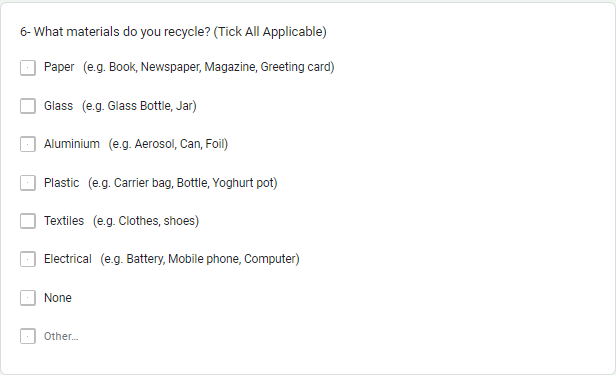 6- What materials do you recycle? (Tick All Applicable)
Paper (e.g. Book, Newspaper, Magazine, Greeting card)
Glass (e.g. Glass Bottle, Jar)
Aluminium (e.g. Aerosol, Can, Foil)
Plastic (e.g. Carrier bag, Bottle, Yoghurt pot)
Textiles (e.g. Clothes, shoes)
Electrical (e.g. Battery, Mobile phone, Computer)
None
Other...